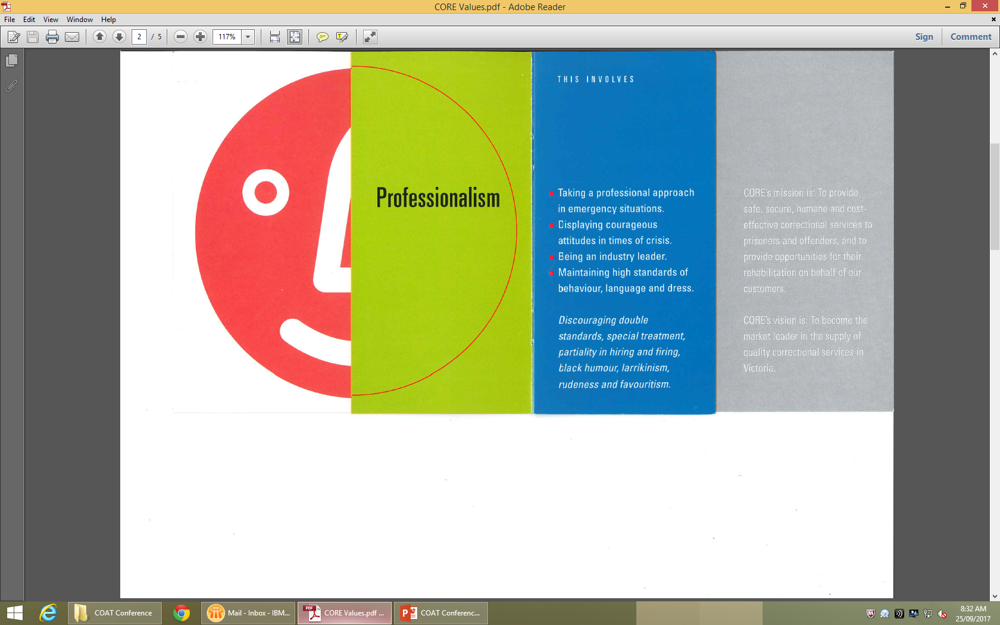 CORE Values.pdf - Adobe Reader
File Edit View Window Help
2 / 5 117% Sign Comment
Professionalism
THIS INVOLVES
Taking a professional approach
in emergency situations.
Displaying courageous
attitudes in times of crisis.
Being an industry leader.
Maintaining high standards of
behaviour, language and dress.
Discouraging double
standards, special treatment,
partiality in hiring and firing,
black humour, larrikinism,
rudeness and favouritism.
CORE's mission is: To provide
safe, secure, humane and cost-
effective correctional services to
prisoners and offenders, and to
provide opportunities for their
rehabilitation on behalf of our
customers.
CORE's vision is: To become the
market leader in the supply of
quality correctional services in
Victoria.
COAT Conference
Mail - Inbox - IBM...
CORE Values.pdf ...
COAT Conferenc...
8:32 AM
25/09/2017